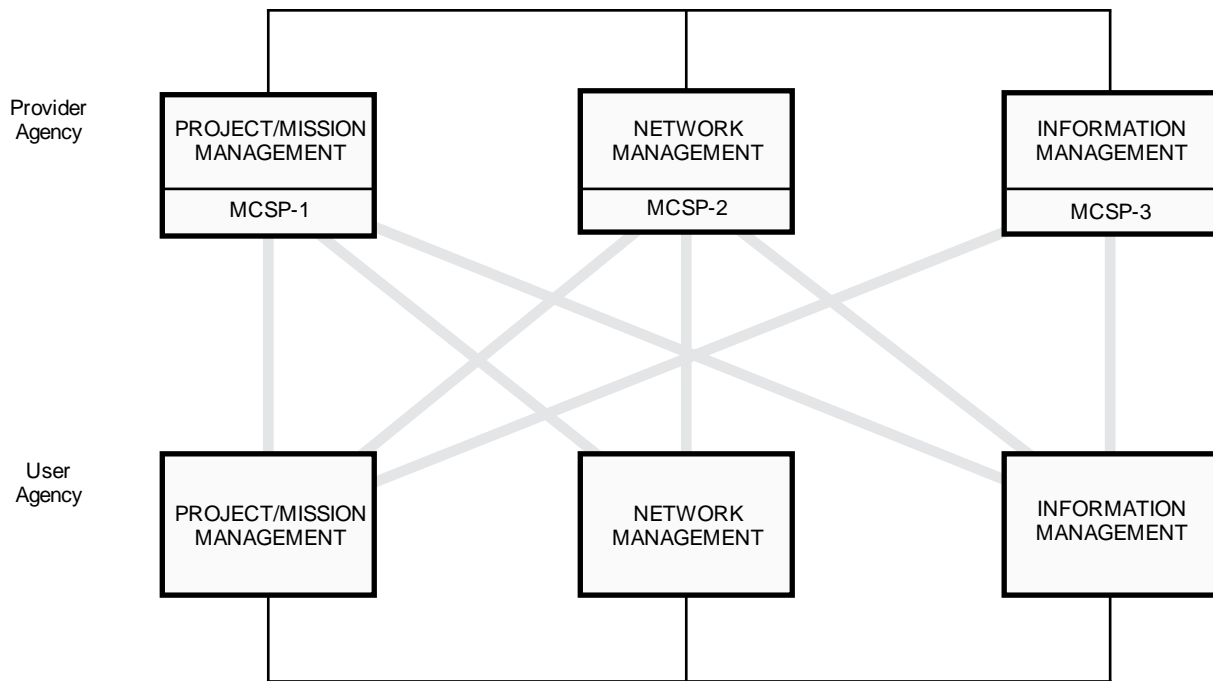 Provider
Agency
PROJECT/MISSION
MANAGEMENT
MCSP-1
NETWORK
MANAGEMENT
MCSP-2
INFORMATION
MANAGEMENT
MCSP-3
User
Agency
PROJECT/MISSION
MANAGEMENT
NETWORK
MANAGEMENT
INFORMATION
MANAGEMENT